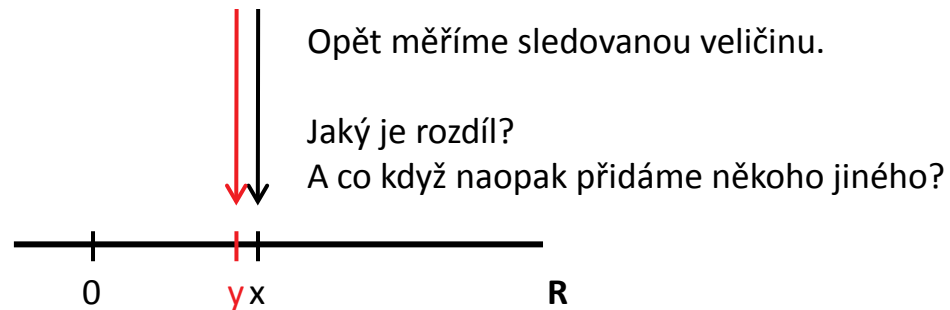 Opět měříme sledovanou veličinu.
Jaký je rozdíl?
A co když naopak přidáme někoho jiného?
0 y x R